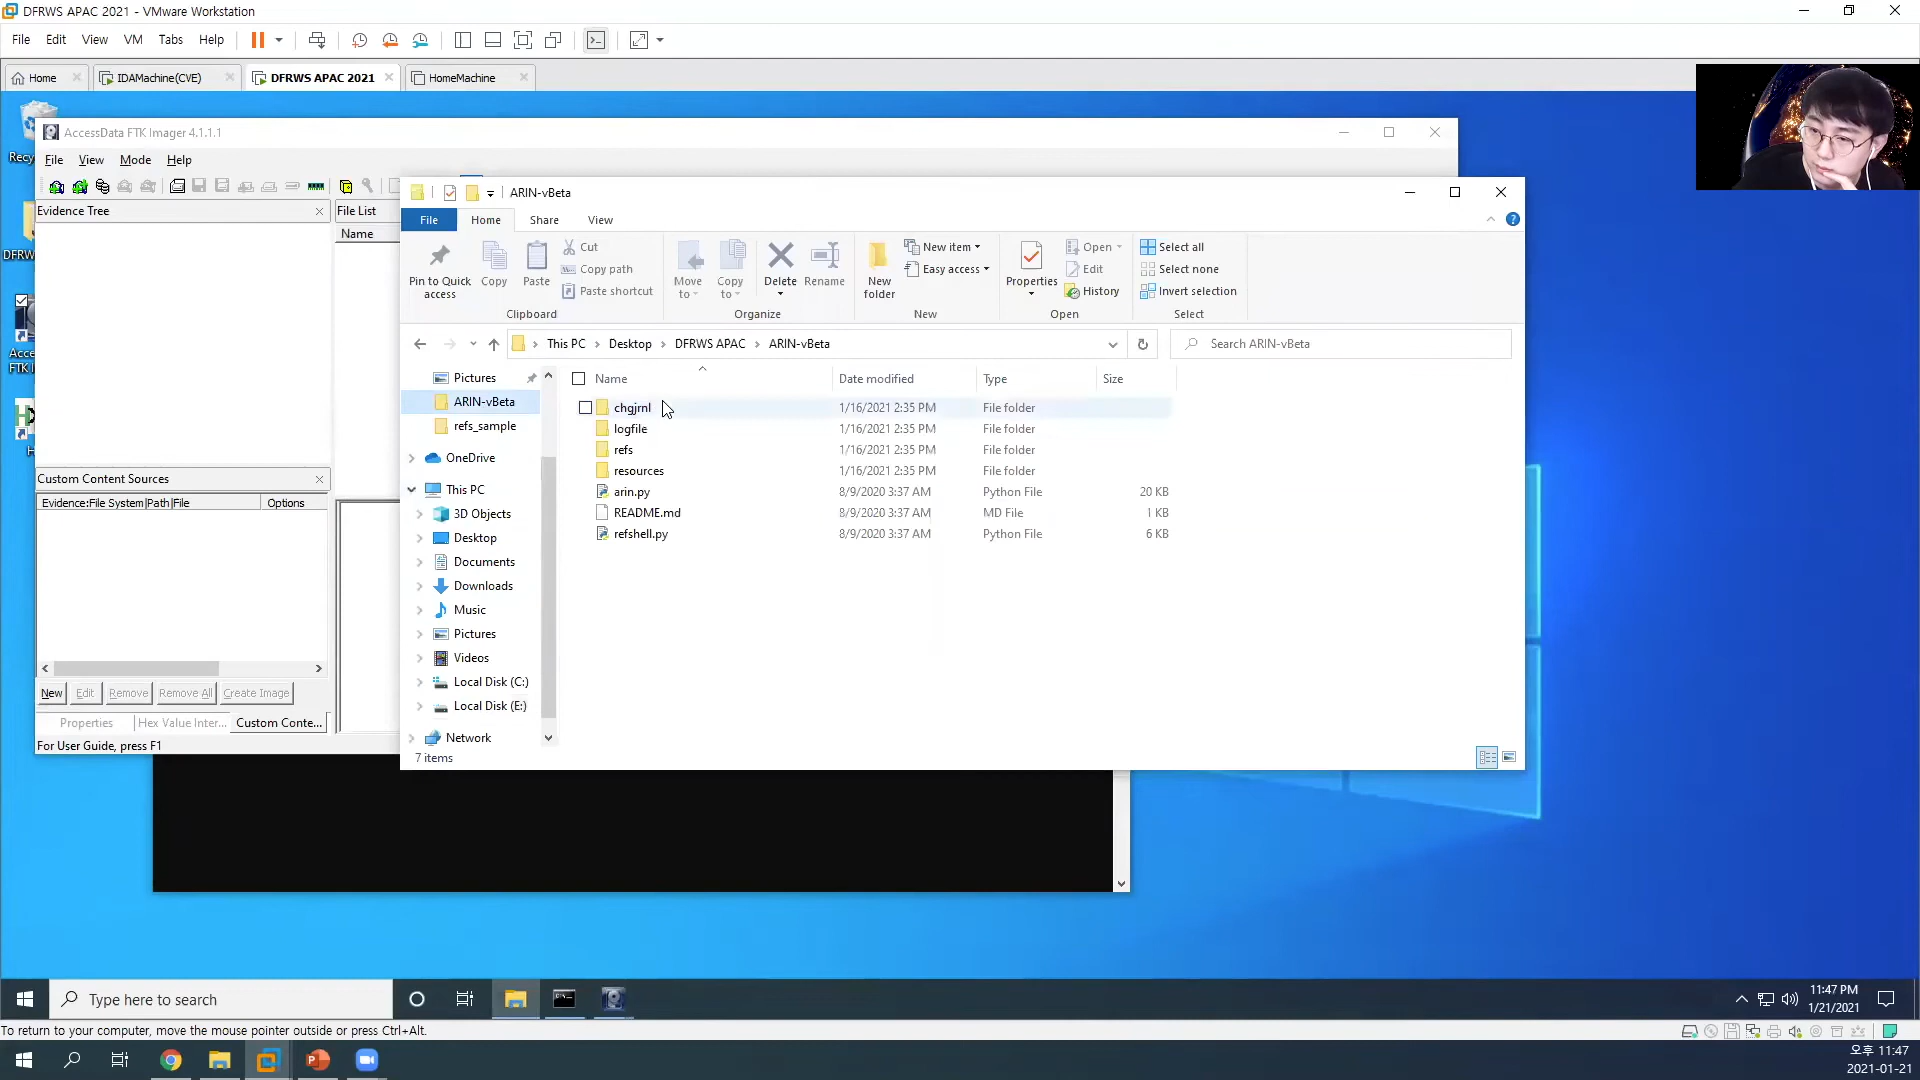 DFRWS APAC 2021 - VMware Workstation
File Edit View VM Tabs Help
Home IDAMachine(CVE) DFRWS APAC 2021 HomeMachine
AccessData FTK Imager 4.1.1.1
File View Mode Help
Evidence Tree
File List
Name
Custom Content Sources
Evidence:File System|Path|File Options
New Edit Remove Remove All Create Image
Properties Hex Value Inter... Custom Conte...
For User Guide, press F1
Recy
DFRW
Acce
FTK I
H
ARIN-vBeta
File Home Share View
Pin to Quick access
Copy
Paste
Cut
Copy path
Paste shortcut
Clipboard
Move to
Copy to
Delete
Rename
Organize
New folder
New item
Easy access
New
Properties
Open
Edit
History
Open
Select all
Select none
Invert selection
Select
This PC > Desktop > DFRWS APAC > ARIN-vBeta
Search ARIN-vBeta
Pictures
ARIN-vBeta
refs_sample
OneDrive
This PC
3D Objects
Desktop
Documents
Downloads
Music
Pictures
Videos
Local Disk (C:)
Local Disk (E:)
Network
Name Date modified Type Size
chgjrnl 1/16/2021 2:35 PM File folder
logfile 1/16/2021 2:35 PM File folder
refs 1/16/2021 2:35 PM File folder
resources 1/16/2021 2:35 PM File folder
arin.py 8/9/2020 3:37 AM Python File 20 KB
README.md 8/9/2020 3:37 AM MD File 1 KB
refshell.py 8/9/2020 3:37 AM Python File 6 KB
7 items
Type here to search
11:47 PM
1/21/2021
To return to your computer, move the mouse pointer outside or press Ctrl+Alt.
오후 11:47
2021-01-21